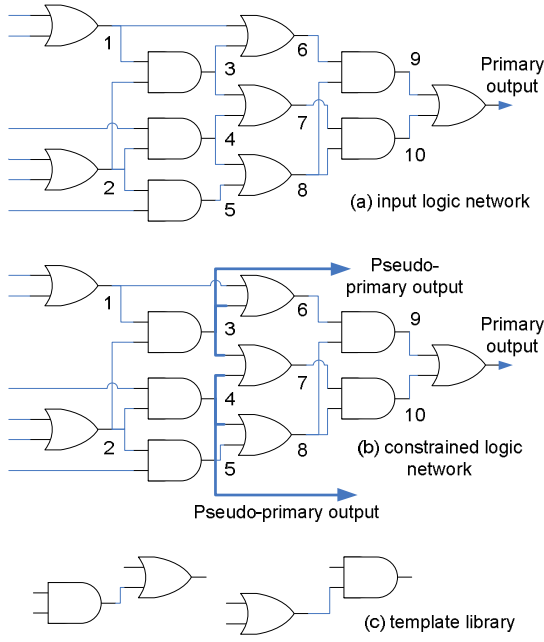 1
2
3
4
5
6
7
8
9
10
Primary
output
(a) input logic network
Pseudo-
primary output
1
2
3
4
5
6
7
8
9
10
Primary
output
(b) constrained logic
network
Pseudo-primary output
(c) template library